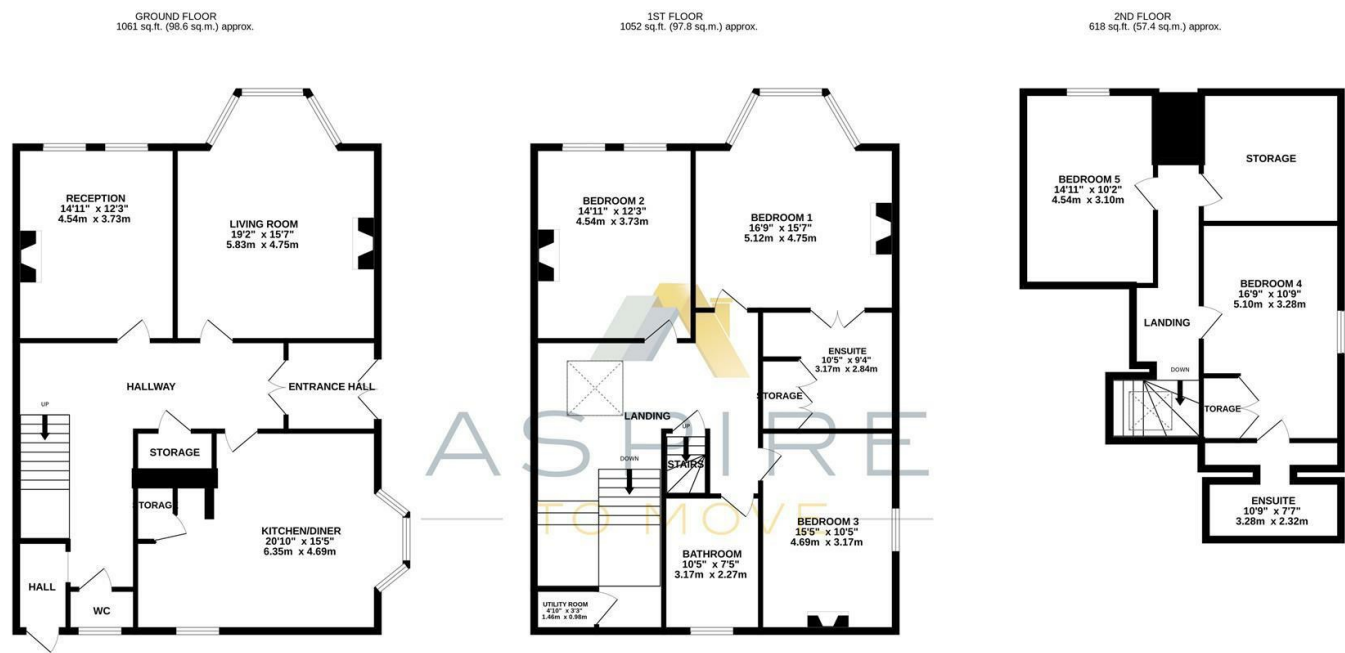 GROUND FLOOR
1061 sq.ft. (98.6 sq.m.) approx.
1ST FLOOR
1052 sq.ft. (97.8 sq.m.) approx.
2ND FLOOR
618 sq.ft. (57.4 sq.m.) approx.
RECEPTION
14'11" x 12'3"
4.54m x 3.73m
LIVING ROOM
19'2" x 15'7"
5.83m x 4.75m
HALLWAY
ENTRANCE HALL
UP
STORAGE
TORAG
KITCHEN/DINER
20'10" x 15'5"
6.35m x 4.69m
HALL
WC
BEDROOM 2
14'11" x 12'3"
4.54m x 3.73m
BEDROOM 1
16'9" x 15'7"
5.12m x 4.75m
ENSUITE
10'5" x 9'4"
3.17m x 2.84m
STORAGE
LANDING
UP
STAIRS
DOWN
BEDROOM 3
15'5" x 10'5"
4.69m x 3.17m
BATHROOM
10'5" x 7'5"
3.17m x 2.27m
UTILITY ROOM
4'10" x 3'3"
1.46m x 0.98m
ASPIRE
TO MOVE
BEDROOM 5
14'11" x 10'2"
4.54m x 3.10m
STORAGE
BEDROOM 4
16'9" x 10'9"
5.10m x 3.28m
LANDING
DOWN
TORAGE
ENSUITE
10'9" x 7'7"
3.28m x 2.32m